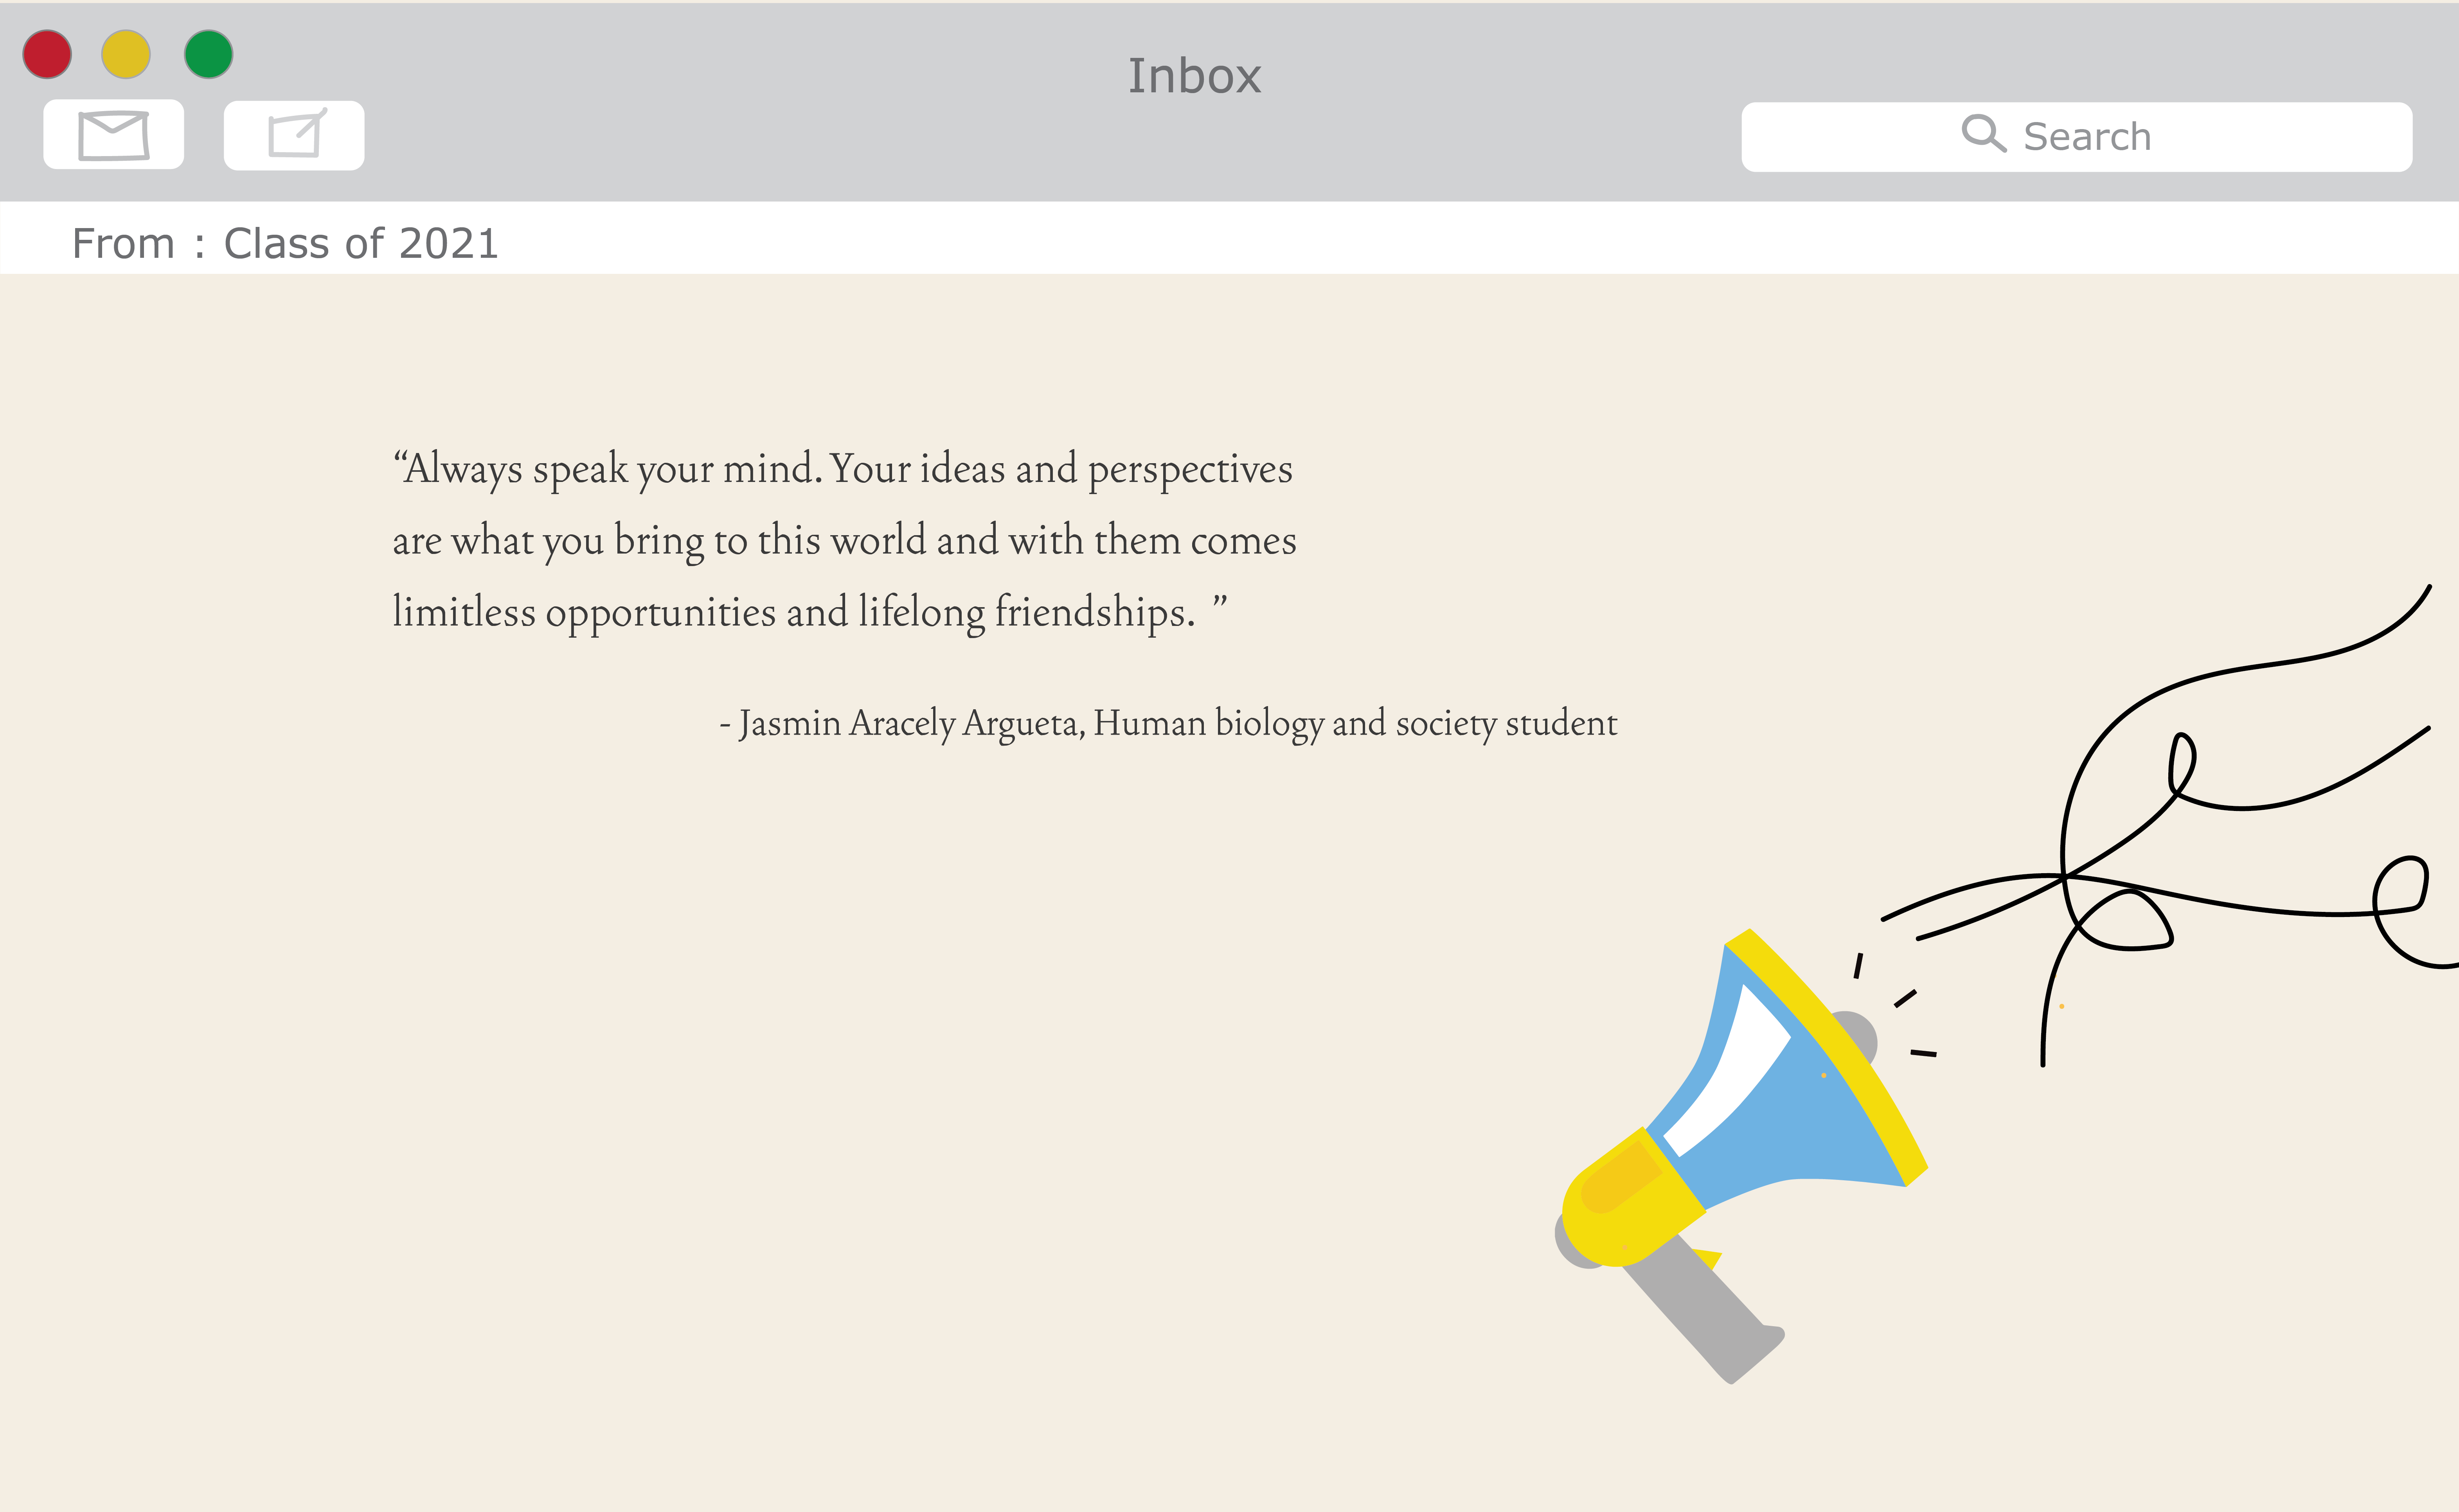 Inbox
Search
From : Class of 2021
“Always speak your mind. Your ideas and perspectives
are what you bring to this world and with them comes
limitless opportunities and lifelong friendships.  ”
- Jasmin Aracely Argueta, Human biology and society student